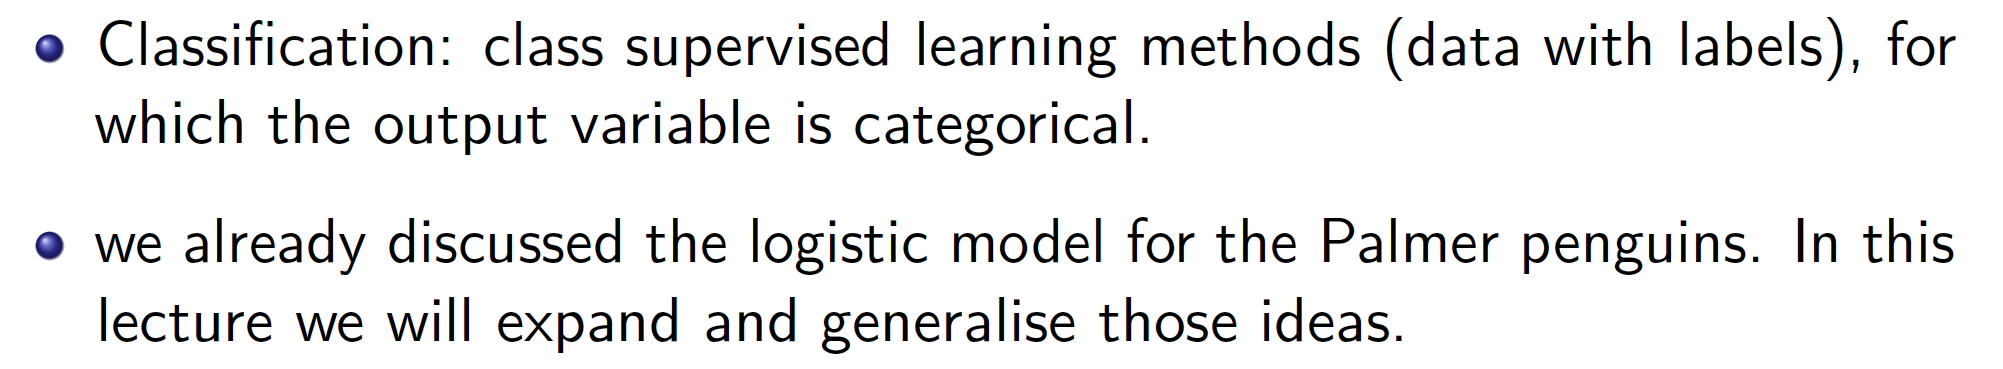 Classification: class supervised learning methods (data with labels), for
which the output variable is categorical.
we already discussed the logistic model for the Palmer penguins. In this
lecture we will expand and generalise those ideas.